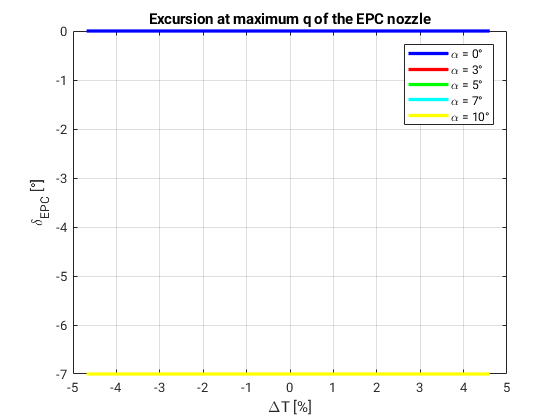 Excursion at maximum q of the EPC nozzle
0
-1
-2
-3
-4
-5
-6
-7
δEPC [°]
α = 0°
α = 3°
α = 5°
α = 7°
α = 10°
-5 -4 -3 -2 -1 0 1 2 3 4 5
ΔT [%]